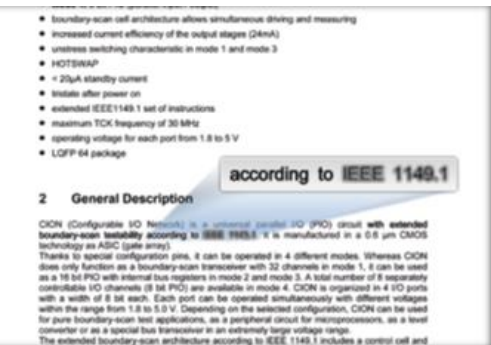 boundary-scan cell architecture allows simultaneous driving and measuring
increased current efficiency of the output stages (24mA)
unstress switching characteristic in mode 1 and mode 3
HOTSWAP
< 20µA standby current
tristate after power on
extended IEEE1149.1 set of instructions
maximum TCK frequency of 30 MHz
operating voltage for each port from 1.8 to 5 V
LQFP 64 package
according to IEEE 1149.1
2 General Description
CION (Configurable I/O Network) is a universal parallel I/O (PIO) circuit with extended
boundary-scan testability according to IEEE 1149.1. It is manufactured in a 0.8 µm CMOS
technology as ASIC (gate array).
Thanks to special configuration pins, it can be operated in 4 different modes. Whereas CION
does only function as a boundary-scan transceiver with 32 channels in mode 1, it can be used
as a 16 bit PIO with internal bus registers in mode 2 and mode 3. A total number of 8 separately
controllable I/O channels (8 bit PIO) are available in mode 4. CION is organized in 4 I/O ports
with a width of 8 bit each. Each port can be operated simultaneously with different voltages
within the range from 1.8 to 5.0 V. Depending on the selected configuration, CION can be used
for pure boundary-scan test applications, as a peripheral circuit for microprocessors, as a level
converter or as a special bus transceiver in an extremely large voltage range.
The extended boundary-scan architecture according to IEEE 1149.1 includes a control cell and